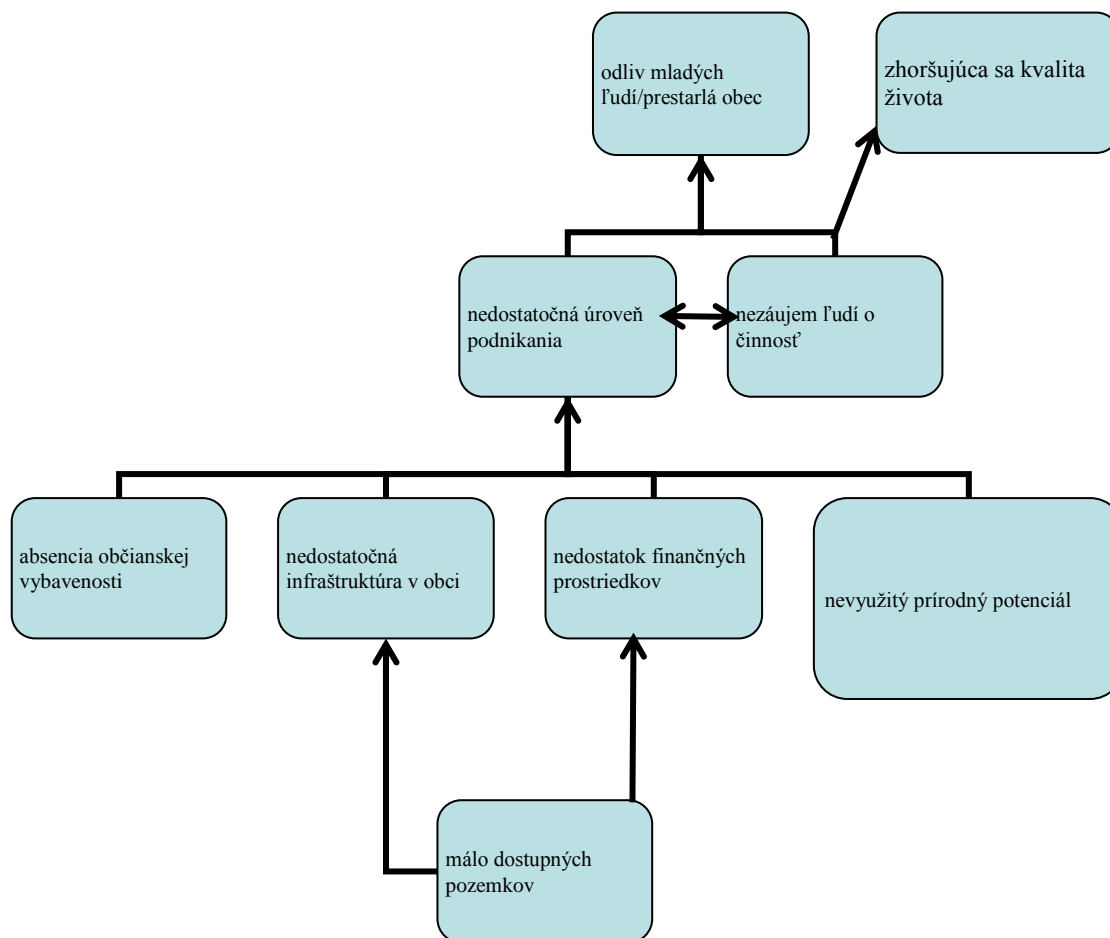 odliv mladých
ľudí/prestarlá obec
zhoršujúca sa kvalita
života
nedostatočná úroveň
podnikania
nezáujem ľudí o
činnosť
absencia občianskej
vybavenosti
nedostatočná
infraštruktúra v obci
nedostatok finančných
prostriedkov
nevyužitý prírodný potenciál
málo dostupných
pozemkov